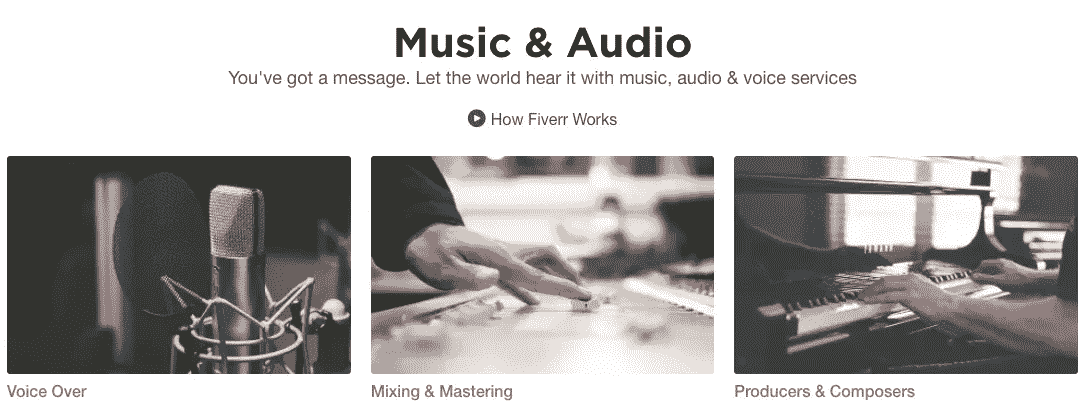 Music & Audio
You've got a message. Let the world hear it with music, audio & voice services
How Fiverr Works
Voice Over
Mixing & Mastering
Producers & Composers